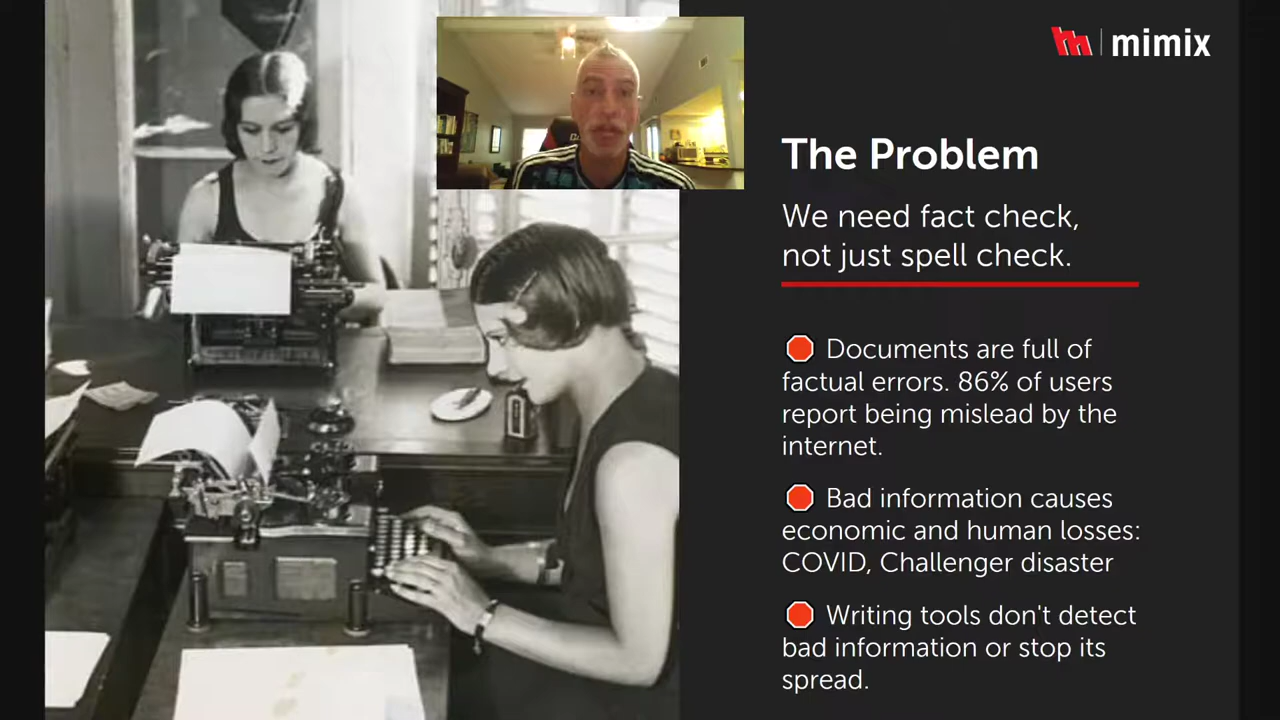 mimix
The Problem
We need fact check,
not just spell check.
Documents are full of
factual errors. 86% of users
report being mislead by the
internet.
Bad information causes
economic and human losses:
COVID, Challenger disaster
Writing tools don't detect
bad information or stop its
spread.